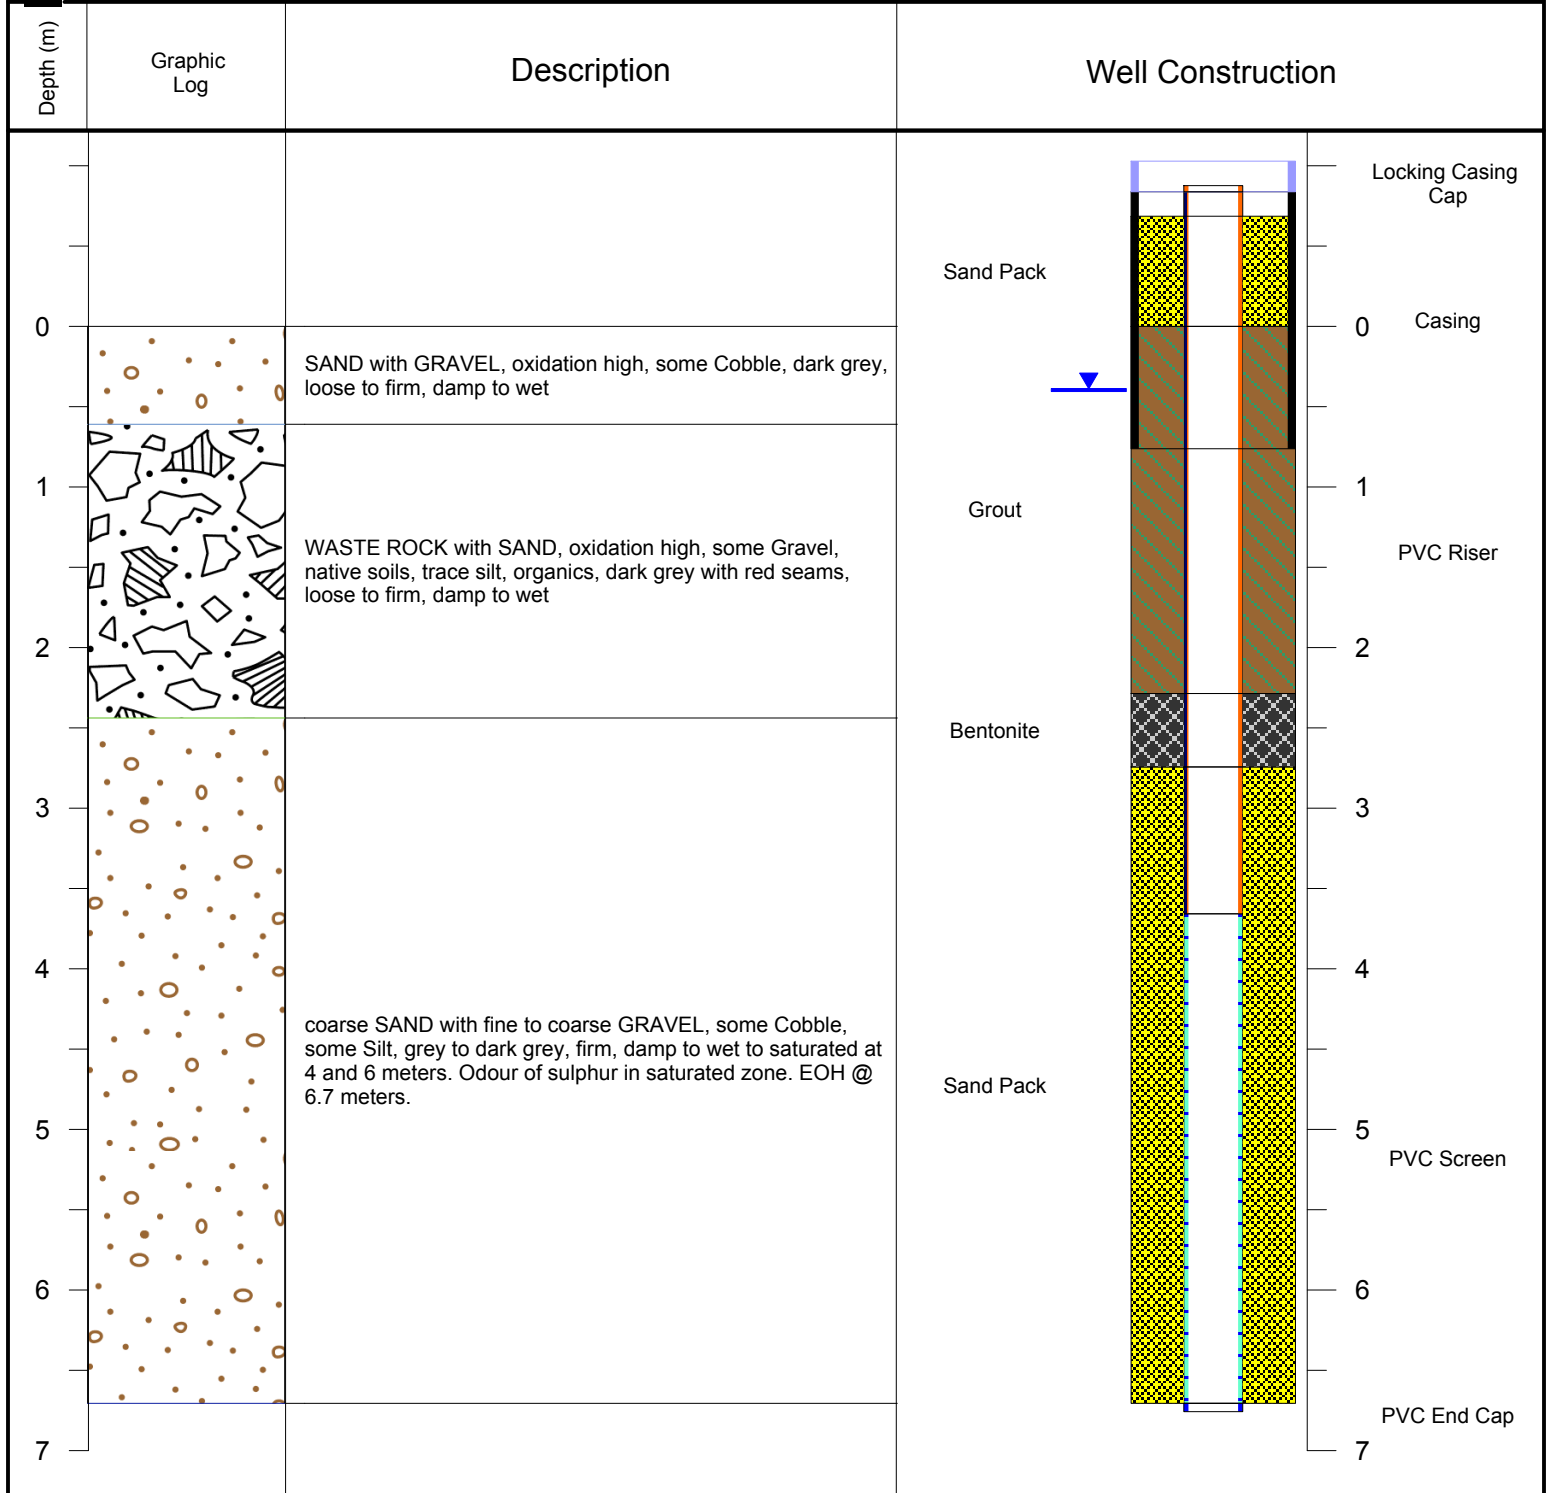 Depth (m)
Graphic
Log
Description
Well Construction
0
1
2
3
4
5
6
7
SAND with GRAVEL, oxidation high, some Cobble, dark grey,
loose to firm, damp to wet
WASTE ROCK with SAND, oxidation high, some Gravel,
native soils, trace silt, organics, dark grey with red seams,
loose to firm, damp to wet
coarse SAND with fine to coarse GRAVEL, some Cobble,
some Silt, grey to dark grey, firm, damp to wet to saturated at
4 and 6 meters. Odour of sulphur in saturated zone. EOH @
6.7 meters.
Sand Pack
Grout
Bentonite
Sand Pack
0
1
2
3
4
5
6
7
Locking Casing
Cap
Casing
PVC Riser
PVC Screen
PVC End Cap